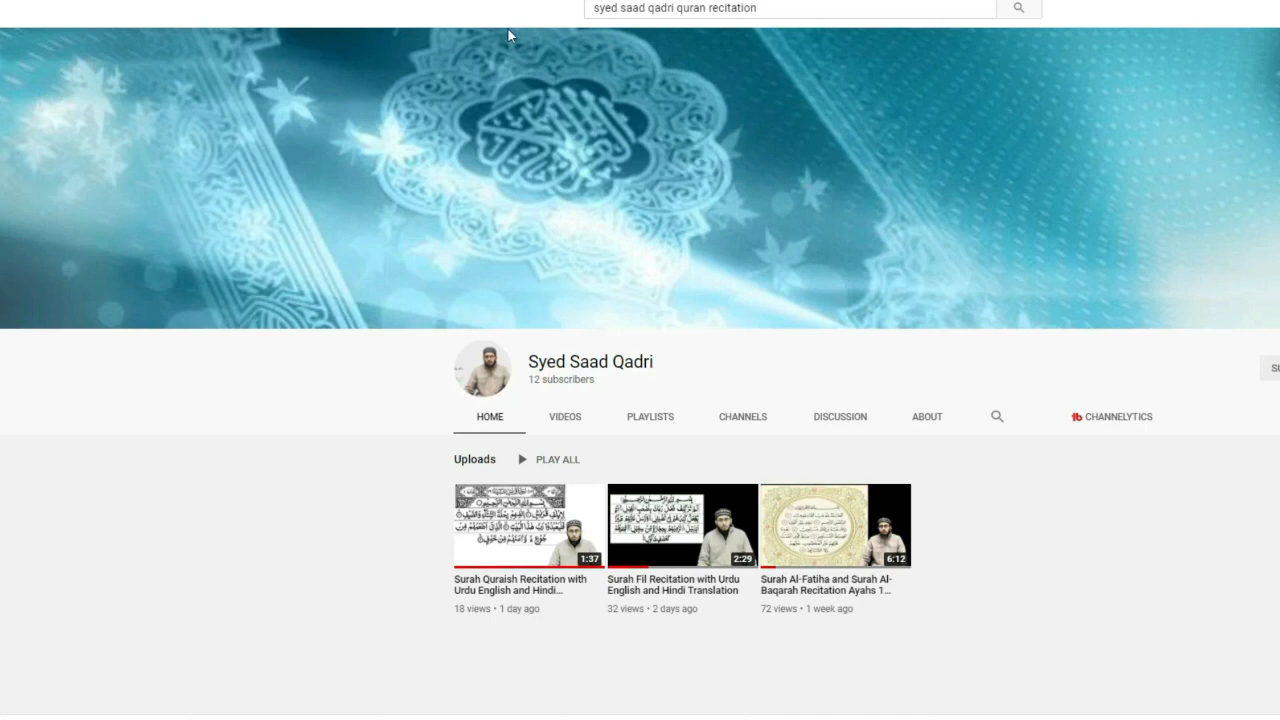 syed saad qadri quran recitation
Syed Saad Qadri
12 subscribers
SU
HOME VIDEOS PLAYLISTS CHANNELS DISCUSSION ABOUT CHANNELYTICS
Uploads PLAY ALL
1:37 2:29 6:12
Surah Quraish Recitation with
Urdu English and Hindi...
18 views • 1 day ago
Surah Fil Recitation with Urdu
English and Hindi Translation
32 views • 2 days ago
Surah Al-Fatiha and Surah Al-
Baqarah Recitation Ayahs 1...
72 views • 1 week ago